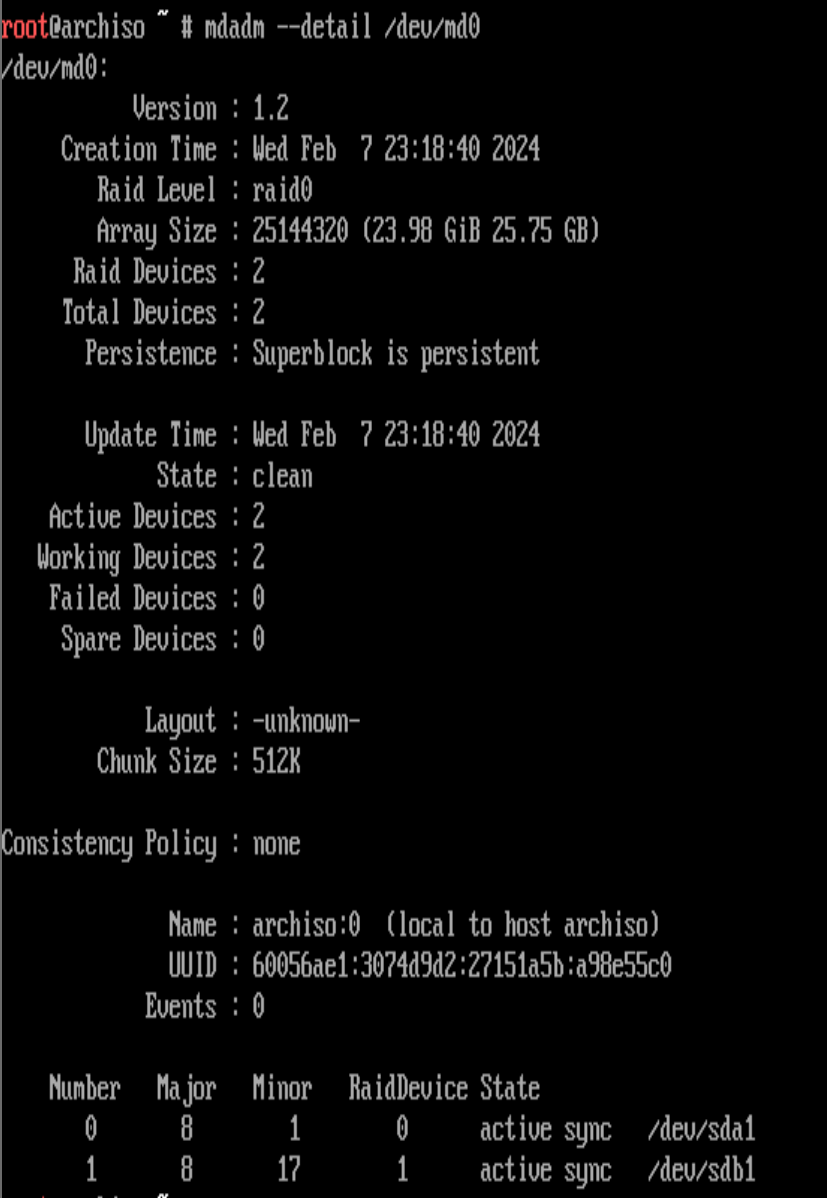 root@archiso ~ # mdadm --detail /dev/md0
/dev/md0:
Version : 1.2
Creation Time : Wed Feb  7 23:18:40 2024
Raid Level : raid0
Array Size : 25144320 (23.98 GiB 25.75 GB)
Raid Devices : 2
Total Devices : 2
Persistence : Superblock is persistent
Update Time : Wed Feb  7 23:18:40 2024
State : clean
Active Devices : 2
Working Devices : 2
Failed Devices : 0
Spare Devices : 0
Layout : -unknown-
Chunk Size : 512K
Consistency Policy : none
Name : archiso:0  (local to host archiso)
UUID : 60056ae1:3074d9d2:27151a5b:a98e55c0
Events : 0
Number   Major   Minor   RaidDevice State
0       8        1        0      active sync   /dev/sda1
1       8       17        1      active sync   /dev/sdb1